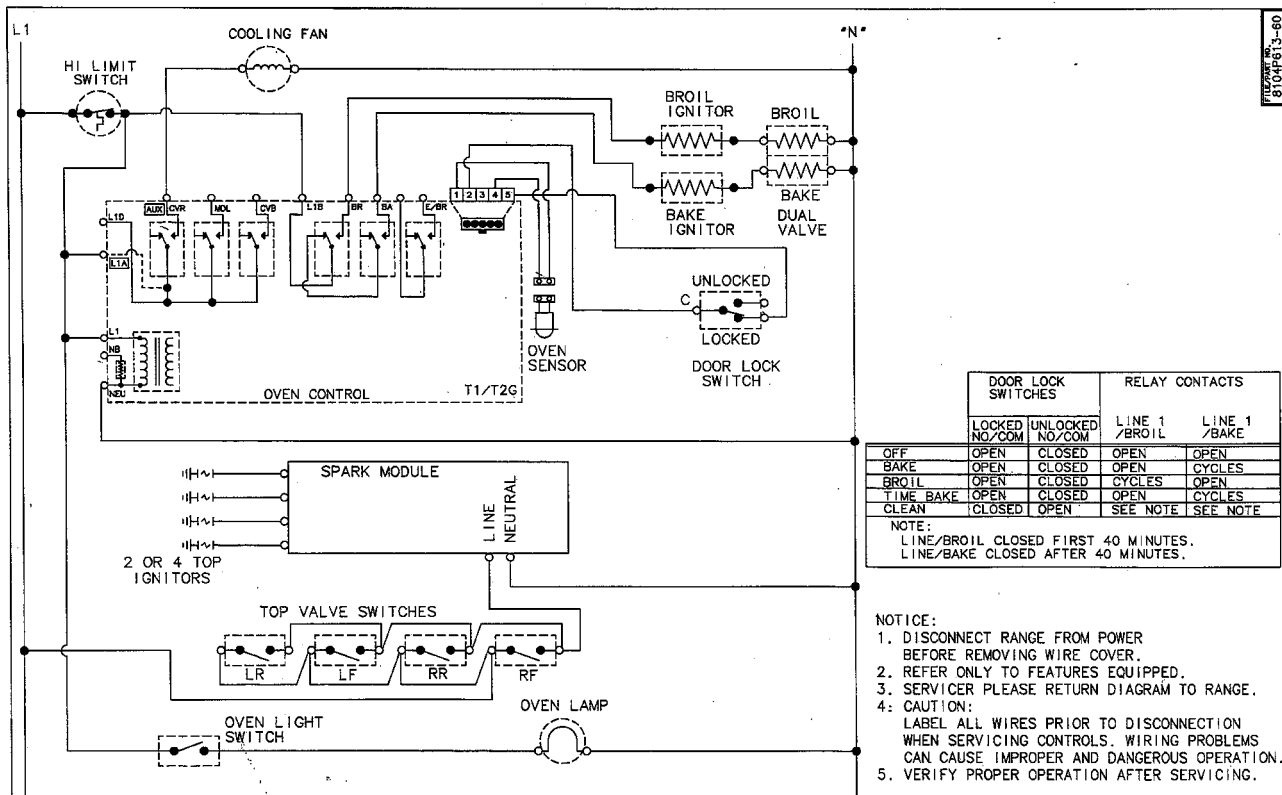 L1
COOLING FAN
"N"
FILE/PART NO.
8104P613-60
HI LIMIT
SWITCH
BROIL
IGNITOR
BROIL
BAKE
IGNITOR
BAKE
DUAL
VALVE
1 2 3 4 5
L1D
AUX CVR MDL CVB L1B BR BA E/BR
L1A
L1
NB
NEU
OVEN CONTROL
T1/T2G
OVEN
SENSOR
UNLOCKED
C
LOCKED
DOOR LOCK
SWITCH
DOOR LOCK
SWITCHES
RELAY CONTACTS
LOCKED
NO/COM
UNLOCKED
NO/COM
LINE 1
/BROIL
LINE 1
/BAKE
OFF OPEN CLOSED OPEN OPEN
BAKE OPEN CLOSED OPEN CYCLES
BROIL OPEN CLOSED CYCLES OPEN
TIME BAKE OPEN CLOSED OPEN CYCLES
CLEAN CLOSED OPEN SEE NOTE SEE NOTE
NOTE:
LINE/BROIL CLOSED FIRST 40 MINUTES.
LINE/BAKE CLOSED AFTER 40 MINUTES.
SPARK MODULE
LINE
NEUTRAL
2 OR 4 TOP
IGNITORS
TOP VALVE SWITCHES
LR LF RR RF
OVEN LIGHT
SWITCH
OVEN LAMP
NOTICE:
1. DISCONNECT RANGE FROM POWER
BEFORE REMOVING WIRE COVER.
2. REFER ONLY TO FEATURES EQUIPPED.
3. SERVICER PLEASE RETURN DIAGRAM TO RANGE.
4: CAUTION:
LABEL ALL WIRES PRIOR TO DISCONNECTION
WHEN SERVICING CONTROLS. WIRING PROBLEMS
CAN CAUSE IMPROPER AND DANGEROUS OPERATION.
5. VERIFY PROPER OPERATION AFTER SERVICING.